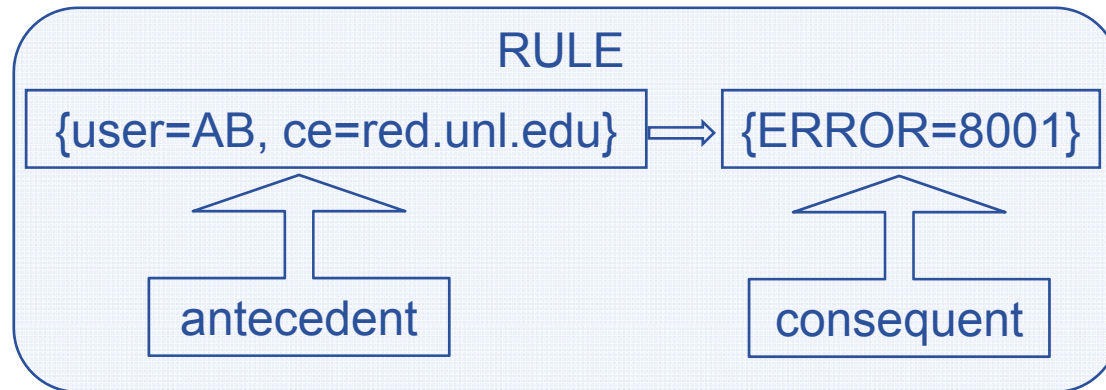 RULE
{user=AB, ce=red.unl.edu} {ERROR=8001}
antecedent consequent